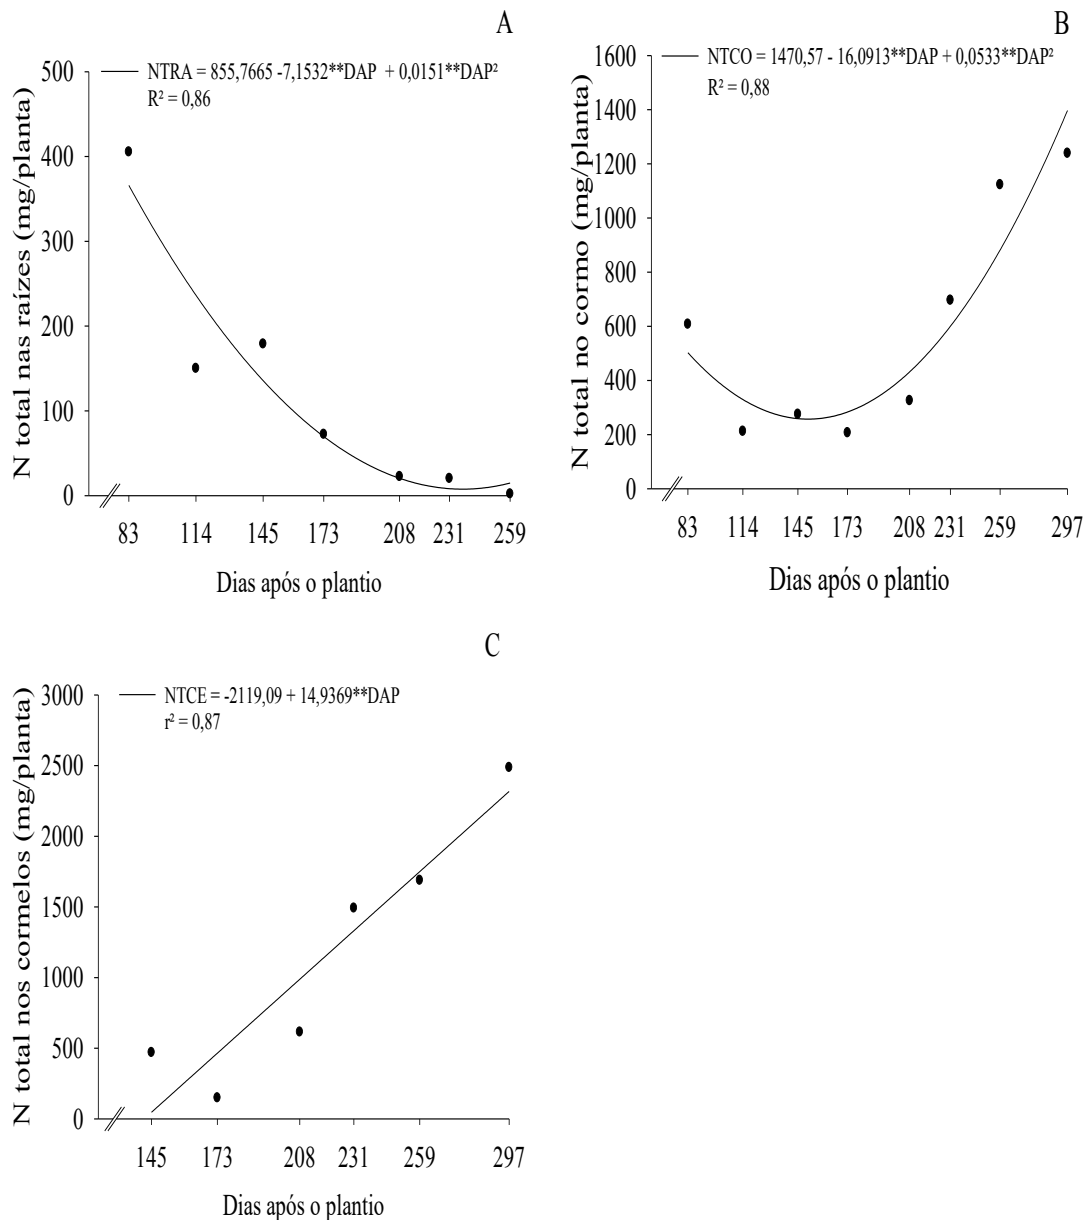 A
NTRA = 855,7665 -7,1532**DAP + 0,0151**DAP²
R² = 0,86
N total nas raízes (mg/planta)
500
400
300
200
100
0
83 114 145 173 208 231 259
Dias após o plantio
B
NTCO = 1470,57 - 16,0913**DAP + 0,0533**DAP²
R² = 0,88
N total no cormo (mg/planta)
1600
1400
1200
1000
800
600
400
200
0
83 114 145 173 208 231 259 297
Dias após o plantio
C
NTCE = -2119,09 + 14,9369**DAP
r² = 0,87
N total nos cormelos (mg/planta)
3000
2500
2000
1500
1000
500
0
145 173 208 231 259 297
Dias após o plantio